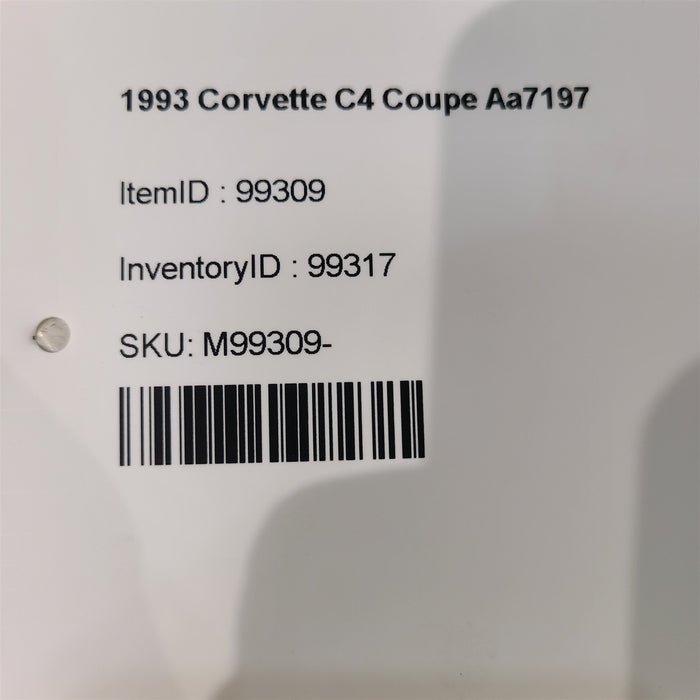 1993 Corvette C4 Coupe Aa7197
ItemID : 99309
InventoryID : 99317
SKU: M99309-